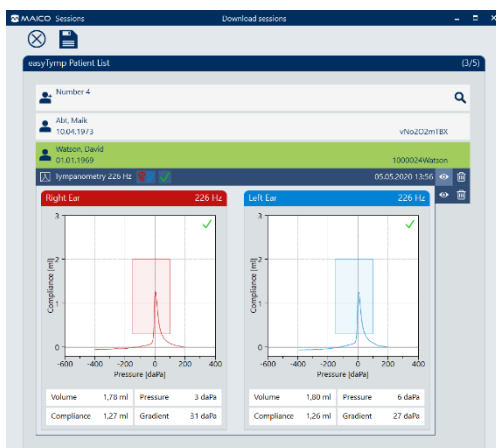 MAICO Sessions Download sessions
easyTymp Patient List (3/5)
Number 4
Abt, Maik
10.04.1973 vNo2O2mTBX
Watson, David
01.01.1969 1000024Watson
Tympanometry 226 Hz 05.05.2020 13:56
Right Ear 226 Hz Left Ear 226 Hz
3 3
2 2
1 1
0 0
Compliance [ml] Compliance [ml]
-600 -400 -200 0 200 400 -600 -400 -200 0 200 400
Pressure [daPa] Pressure [daPa]
Volume 1,78 ml Pressure 3 daPa Volume 1,80 ml Pressure 6 daPa
Compliance 1,27 ml Gradient 31 daPa Compliance 1,26 ml Gradient 27 daPa